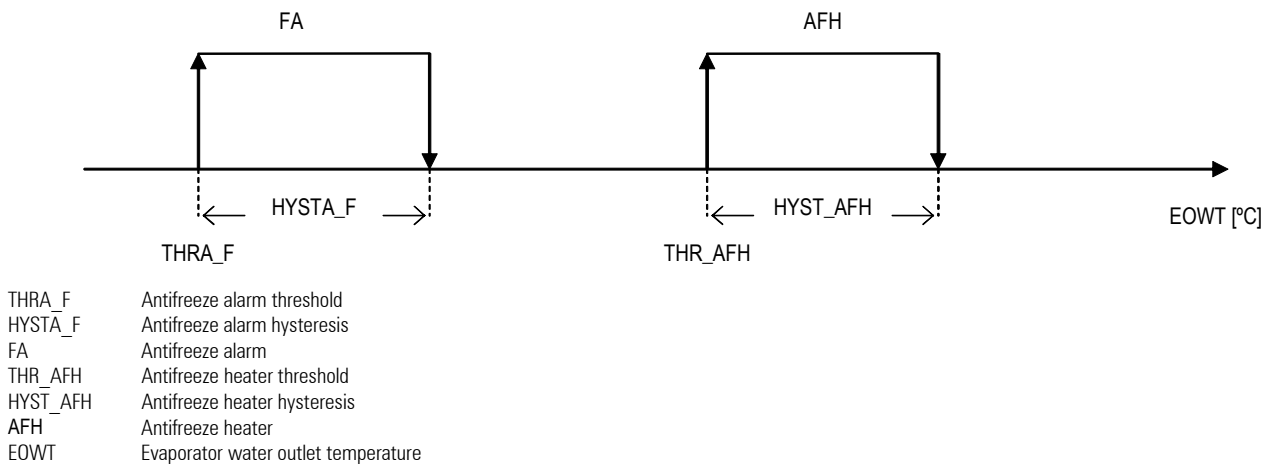 FA AFH
HYSTA_F HYST_AFH
EOWT [ºC]
THRA_F THR_AFH
THRA_F Antifreeze alarm threshold
HYSTA_F Antifreeze alarm hysteresis
FA Antifreeze alarm
THR_AFH Antifreeze heater threshold
HYST_AFH Antifreeze heater hysteresis
AFH Antifreeze heater
EOWT Evaporator water outlet temperature